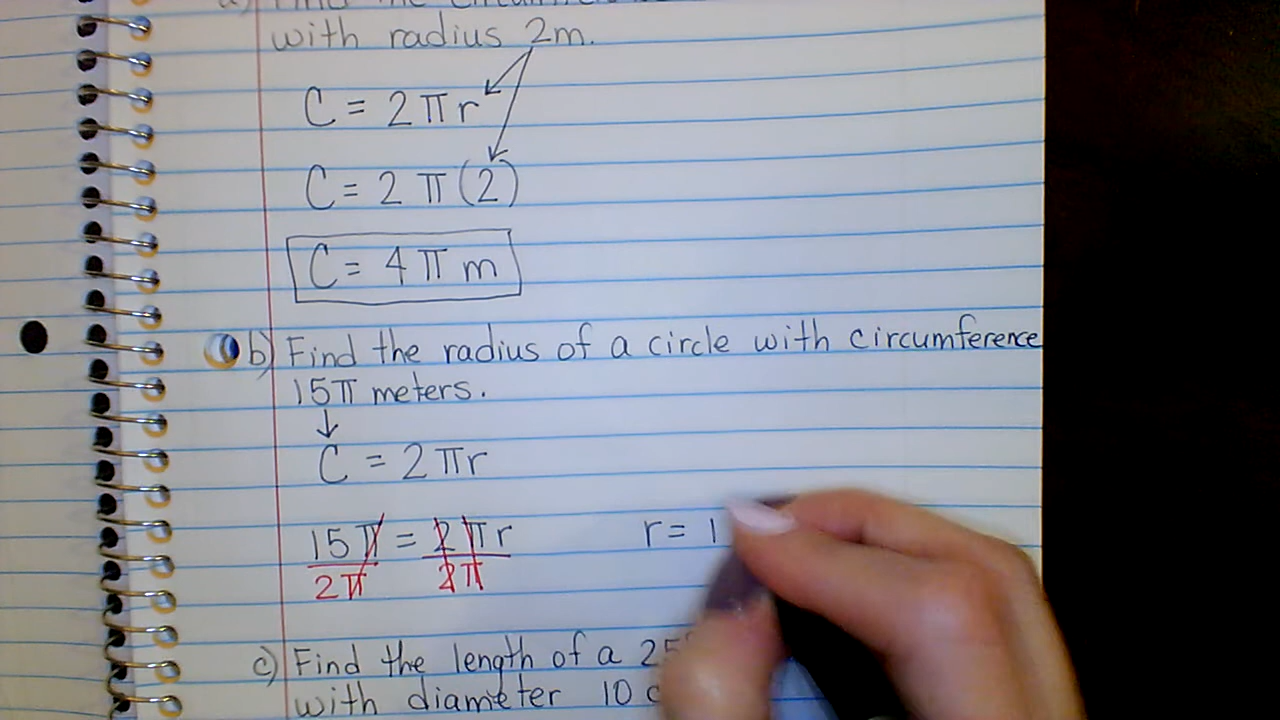 with radius 2m.
C = 2πr
C = 2π(2)
C = 4π m
b) Find the radius of a circle with circumference
15π meters.
C = 2πr
15π = 2πr r = 1
2π 2π
c) Find the length of a
with diameter 10